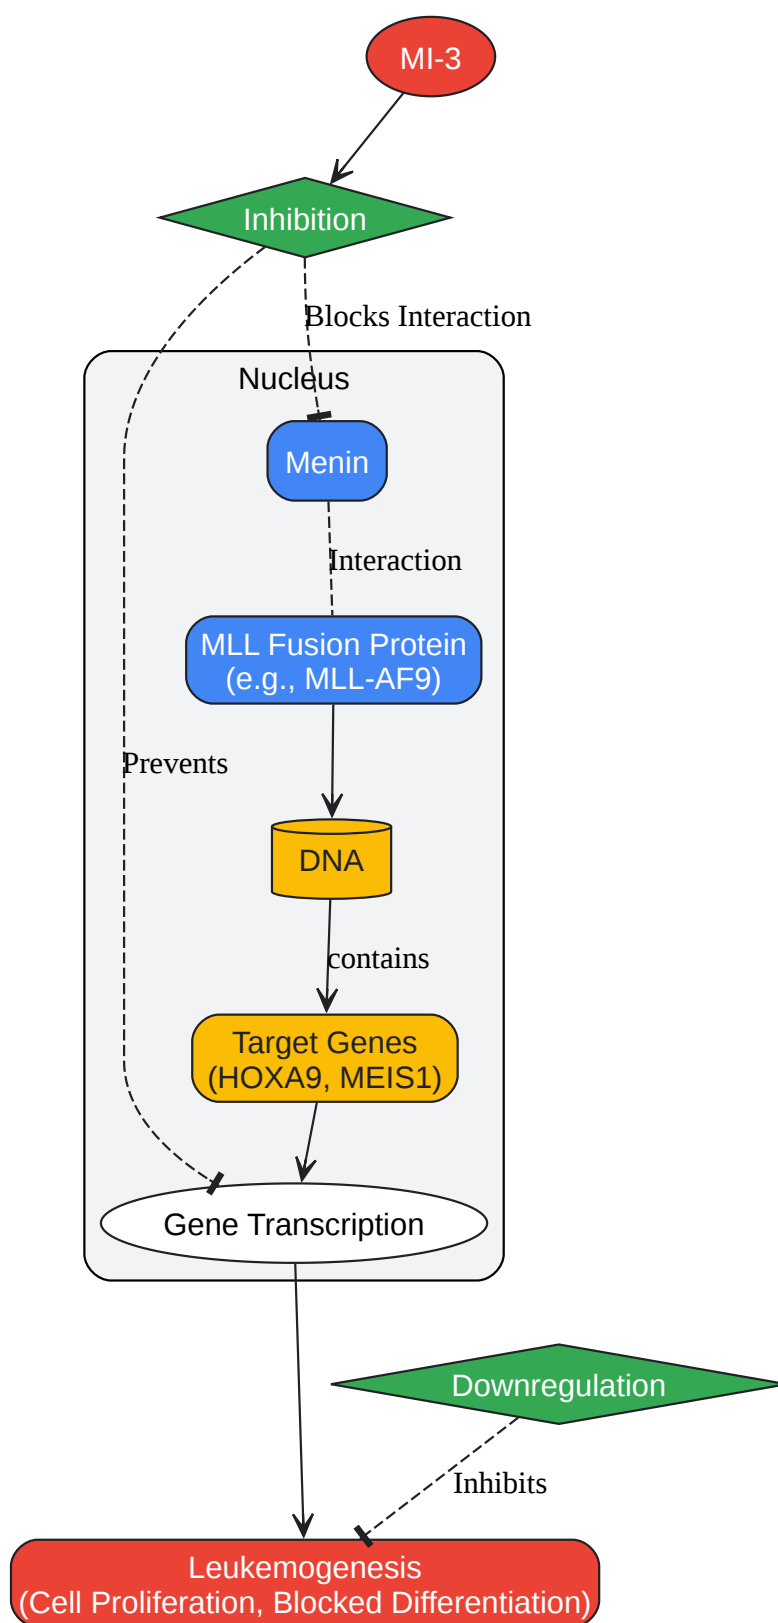 MI-3
Inhibition
Blocks Interaction
Nucleus
Menin
Interaction
MLL Fusion Protein
(e.g., MLL-AF9)
Prevents
DNA
contains
Target Genes
(HOXA9, MEIS1)
Gene Transcription
Downregulation
Inhibits
Leukemogenesis
(Cell Proliferation, Blocked Differentiation)